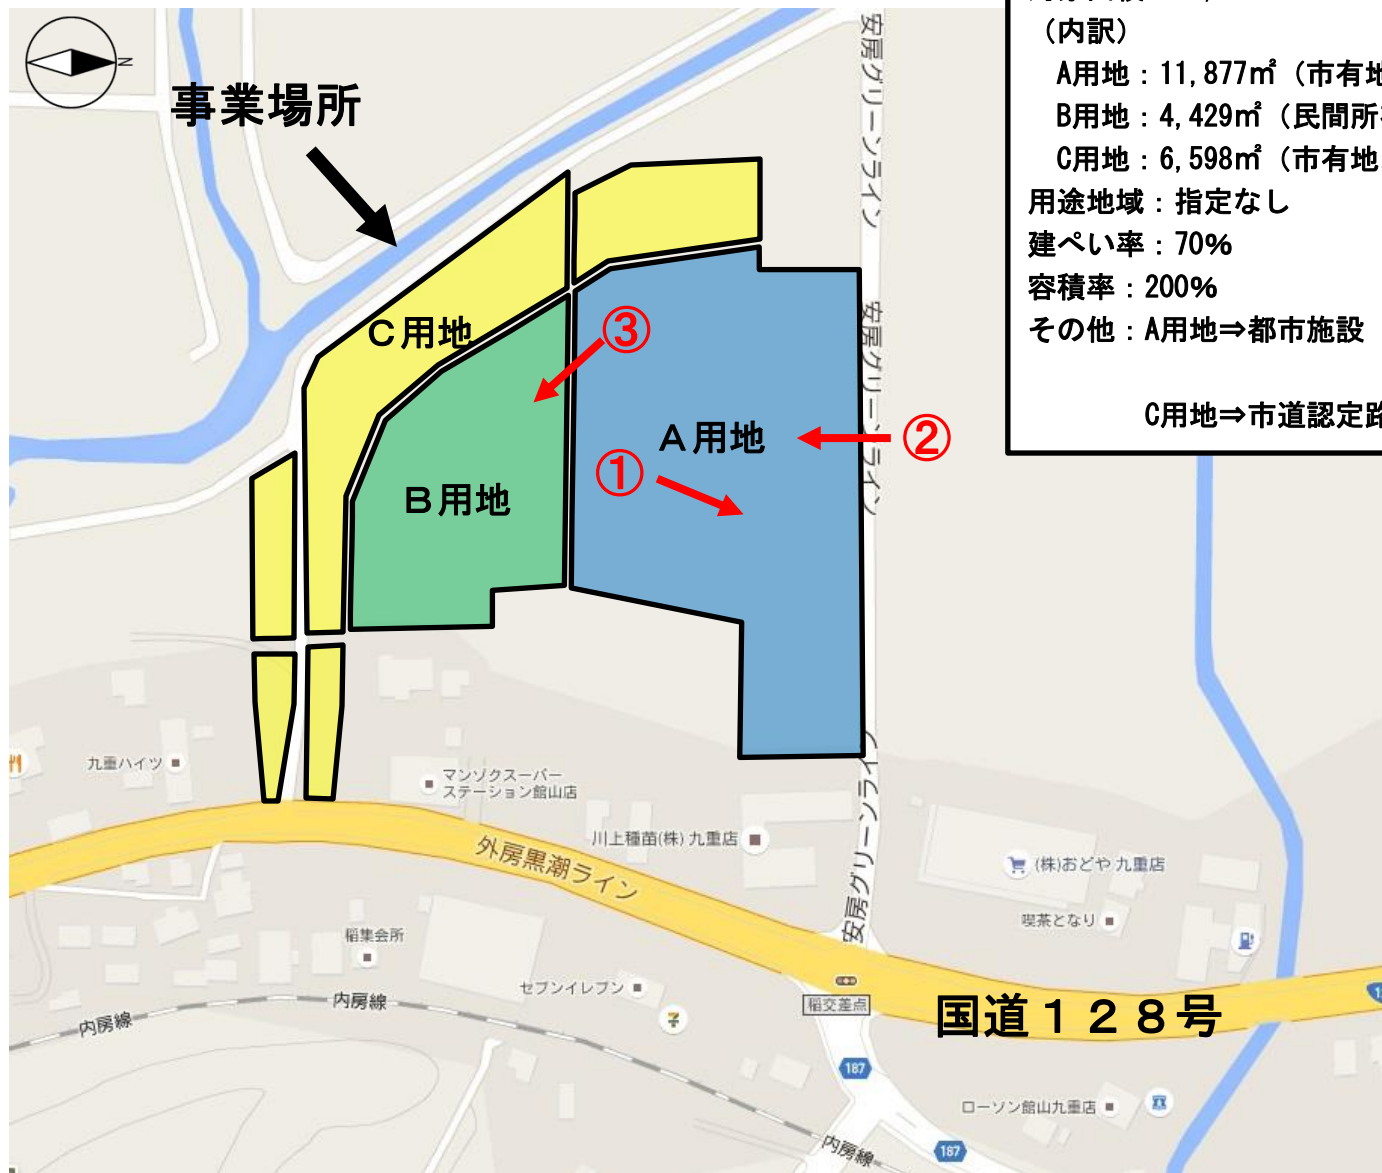 N
事業場所
（内訳）
A用地：11,877㎡（市有地
B用地：4,429㎡（民間所
C用地：6,598㎡（市有地
用途地域：指定なし
建ぺい率：70%
容積率：200%
その他：A用地⇒都市施設
C用地⇒市道認定路
安房グリーンライン
安房グリーンライン
C用地
③
A用地
②
①
B用地
九重ハイツ
マンゾクスーパー
ステーション館山店
川上種苗(株)九重店
外房黒潮ライン
安房グリーンライン
(株)おどや 九重店
喫茶となり
稲集会所
セブンイレブン
内房線
内房線
稲交差点
国道１２８号
187
ローソン館山九重店
187
内房線